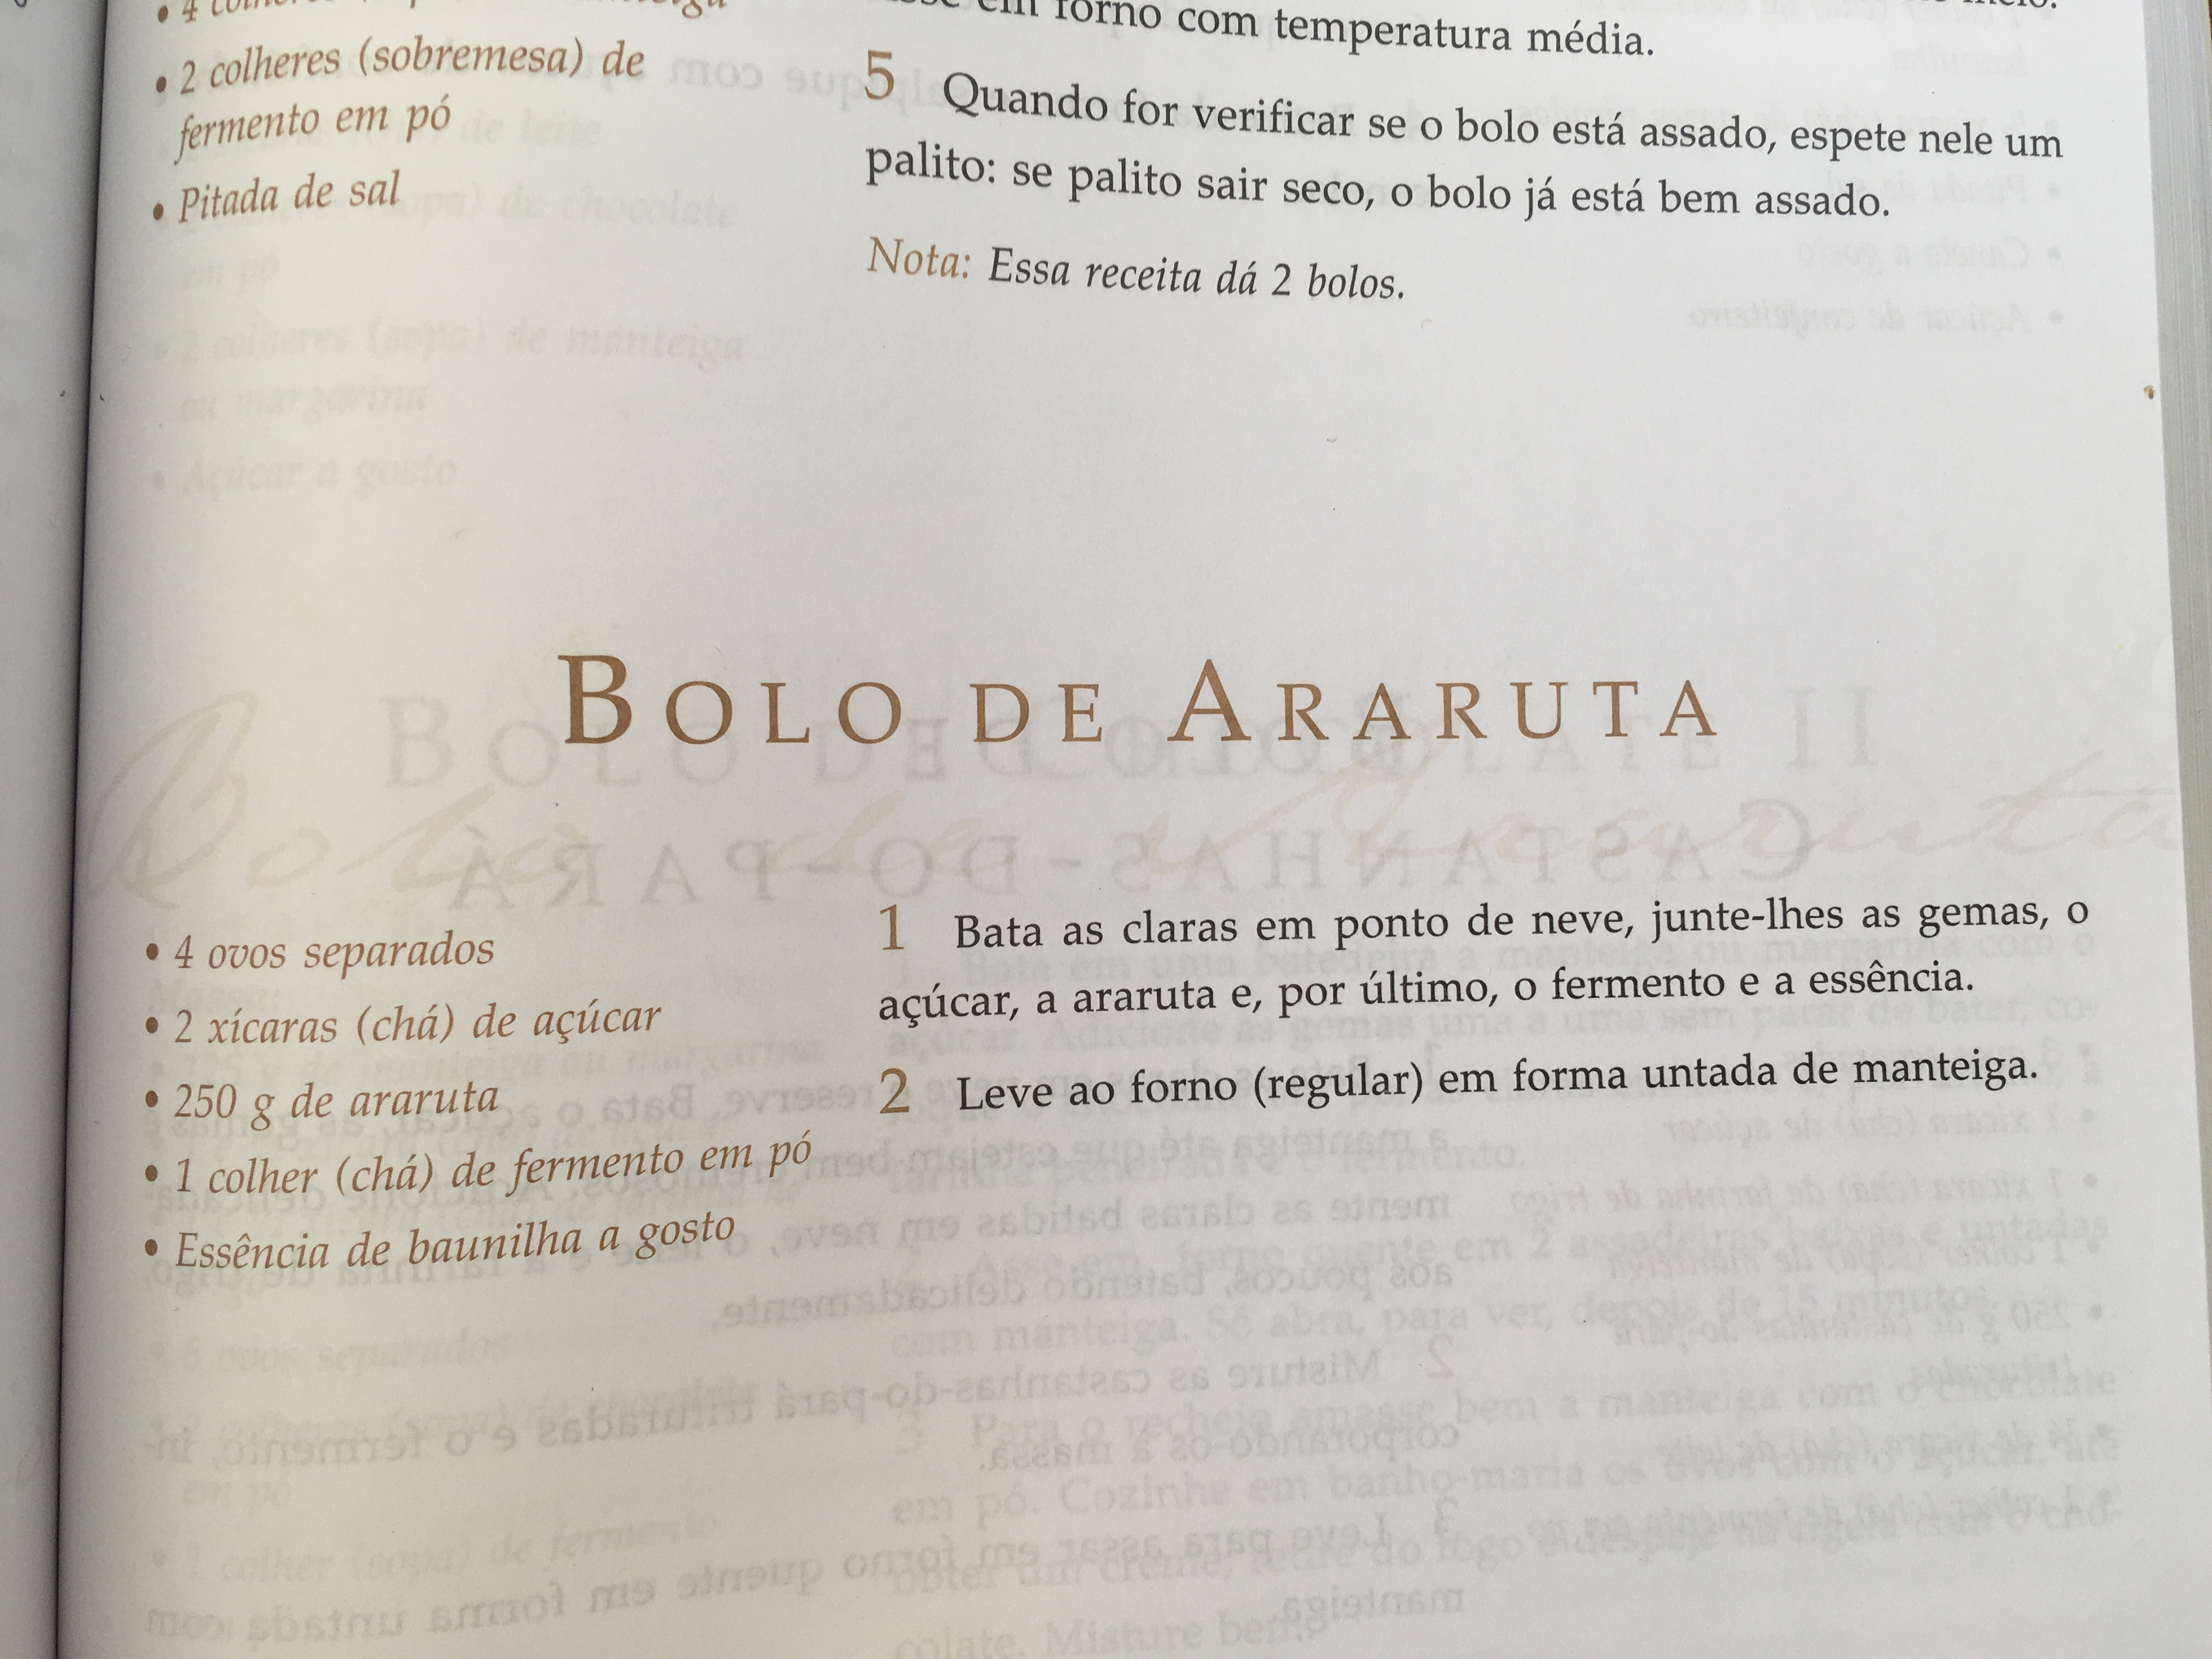 • 2 colheres (sobremesa) de
fermento em pó
• Pitada de sal
forno com temperatura média.
5 Quando for verificar se o bolo está assado, espete nele um
palito: se palito sair seco, o bolo já está bem assado.
Nota: Essa receita dá 2 bolos.
BOLO DE ARARUTA
• 4 ovos separados
• 2 xícaras (chá) de açúcar
• 250 g de araruta
• 1 colher (chá) de fermento em pó
• Essência de baunilha a gosto
1 Bata as claras em ponto de neve, junte-lhes as gemas, o
açúcar, a araruta e, por último, o fermento e a essência.
2 Leve ao forno (regular) em forma untada de manteiga.